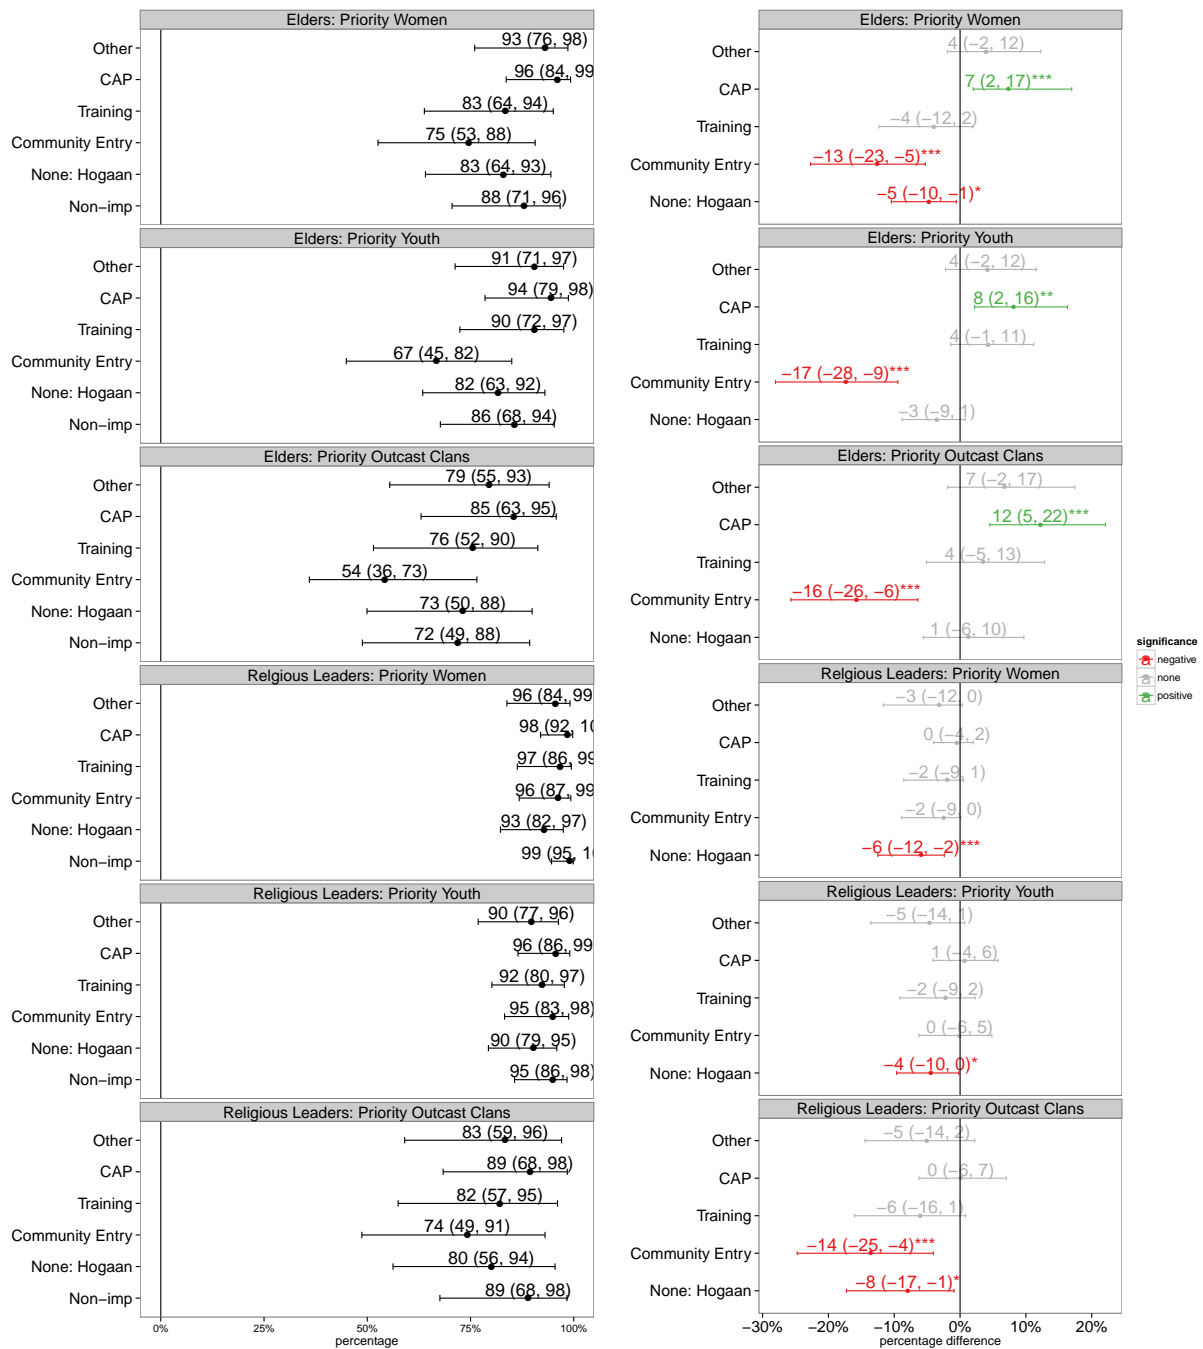 Elders: Priority Women
Other 93 (76, 98)
CAP 96 (84, 99
Training 83 (64, 94)
Community Entry 75 (53, 88)
None: Hogaan 83 (64, 93)
Non−imp 88 (71, 96)
Elders: Priority Youth
Other 91 (71, 97)
CAP 94 (79, 98)
Training 90 (72, 97)
Community Entry 67 (45, 82)
None: Hogaan 82 (63, 92)
Non−imp 86 (68, 94)
Elders: Priority Outcast Clans
Other 79 (55, 93)
CAP 85 (63, 95)
Training 76 (52, 90)
Community Entry 54 (36, 73)
None: Hogaan 73 (50, 88)
Non−imp 72 (49, 88)
Relgious Leaders: Priority Women
Other 96 (84, 99
CAP 98 (92, 10
Training 97 (86, 99
Community Entry 96 (87, 99
None: Hogaan 93 (82, 97)
Non−imp 99 (95, 1
Religious Leaders: Priority Youth
Other 90 (77, 96)
CAP 96 (86, 99
Training 92 (80, 97)
Community Entry 95 (83, 98)
None: Hogaan 90 (79, 95)
Non−imp 95 (86, 98)
Religious Leaders: Priority Outcast Clans
Other 83 (59, 96)
CAP 89 (68, 98)
Training 82 (57, 95)
Community Entry 74 (49, 91)
None: Hogaan 80 (56, 94)
Non−imp 89 (68, 98)
0% 25% 50% 75% 100%
percentage
Elders: Priority Women
Other 4 (−2, 12)
CAP 7 (2, 17)***
Training −4 (−12, 2)
Community Entry −13 (−23, −5)***
None: Hogaan −5 (−10, −1)*
Elders: Priority Youth
Other 4 (−2, 12)
CAP 8 (2, 16)**
Training 4 (−1, 11)
Community Entry −17 (−28, −9)***
None: Hogaan −3 (−9, 1)
Elders: Priority Outcast Clans
Other 7 (−2, 17)
CAP 12 (5, 22)***
Training 4 (−5, 13)
Community Entry −16 (−26, −6)***
None: Hogaan 1 (−6, 10)
Relgious Leaders: Priority Women
Other −3 (−12, 0)
CAP 0 (−4, 2)
Training −2 (−9, 1)
Community Entry −2 (−9, 0)
None: Hogaan −6 (−12, −2)***
Religious Leaders: Priority Youth
Other −5 (−14, 1)
CAP 1 (−4, 6)
Training −2 (−9, 2)
Community Entry 0 (−6, 5)
None: Hogaan −4 (−10, 0)*
Religious Leaders: Priority Outcast Clans
Other −5 (−14, 2)
CAP 0 (−6, 7)
Training −6 (−16, 1)
Community Entry −14 (−25, −4)***
None: Hogaan −8 (−17, −1)*
−30% −20% −10% 0% 10% 20%
percentage difference
significance
a negative
a none
a positive